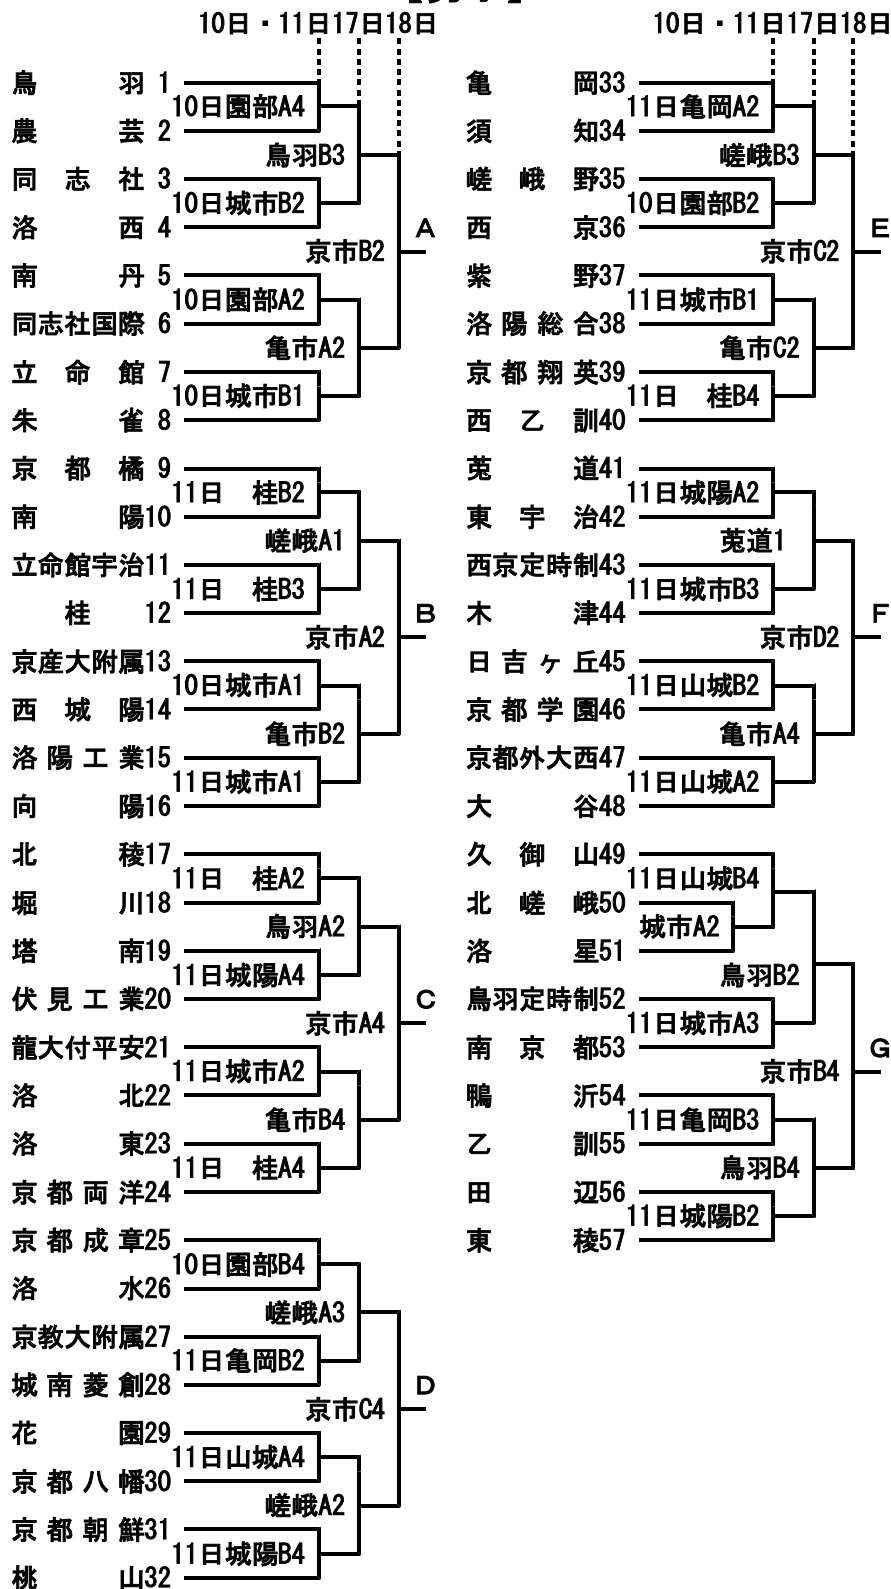 10日・11日17日18日
鳥羽 1
10日園部A4
農芸 2
鳥羽B3
同志社 3
10日城市B2
洛西 4
A
京市B2
南丹 5
10日園部A2
同志社国際 6
亀市A2
立命館 7
10日城市B1
朱雀 8
京都橘 9
11日 桂B2
南陽10
嵯峨A1
立命館宇治11
11日 桂B3
桂 12
B
京市A2
京産大附属13
10日城市A1
西城陽14
亀市B2
洛陽工業15
11日城市A1
向陽16
北稜17
11日 桂A2
堀川18
鳥羽A2
塔南19
11日城陽A4
伏見工業20
C
京市A4
龍大付平安21
11日城市A2
洛北22
亀市B4
洛東23
11日 桂A4
京都両洋24
京都成章25
10日園部B4
洛水26
嵯峨A3
京教大附属27
11日亀岡B2
城南菱創28
D
京市C4
花園29
11日山城A4
京都八幡30
嵯峨A2
京都朝鮮31
11日城陽B4
桃山32
10日・11日17日18日
亀岡33
11日亀岡A2
須知34
嵯峨B3
嵯峨野35
10日園部B2
西京36
E
京市C2
紫野37
11日城市B1
洛陽総合38
亀市C2
京都翔英39
11日 桂B4
西乙訓40
莵道41
11日城陽A2
東宇治42
莵道1
西京定時制43
11日城市B3
木津44
F
京市D2
日吉ヶ丘45
11日山城B2
京都学園46
亀市A4
京都外大西47
11日山城A2
大谷48
久御山49
11日山城B4
北嵯峨50
城市A2
洛星51
鳥羽B2
鳥羽定時制52
11日城市A3
南京都53
G
京市B4
鴨沂54
11日亀岡B3
乙訓55
鳥羽B4
田辺56
11日城陽B2
東稜57